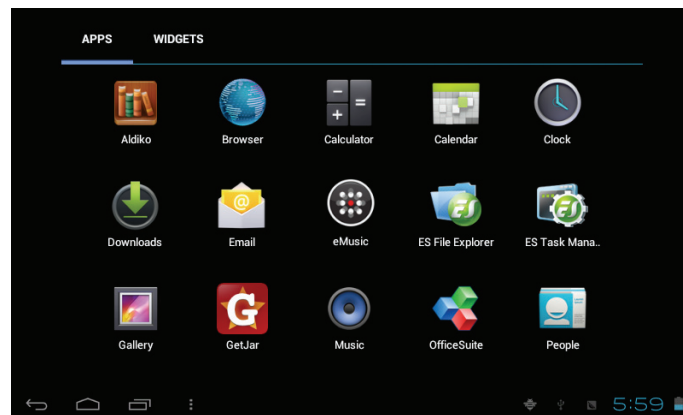 APPS WIDGETS
Aldiko Browser Calculator Calendar Clock
Downloads Email eMusic ES File Explorer ES Task Mana..
Gallery GetJar Music OfficeSuite People
5:59